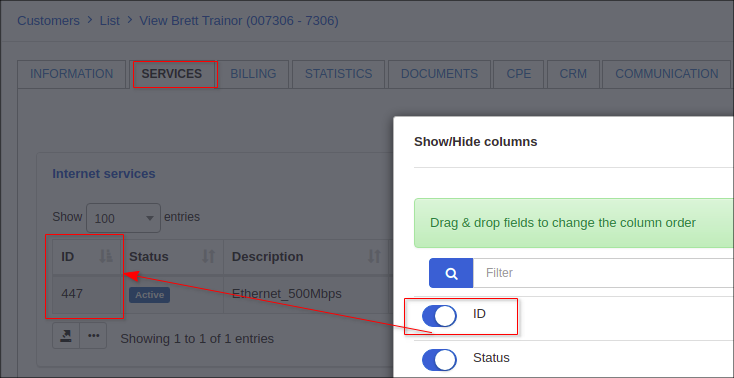 Customers > List > View Brett Trainor (007306 - 7306)
INFORMATION SERVICES BILLING STATISTICS DOCUMENTS CPE CRM COMMUNICATION
Show/Hide columns
Internet services
Show 100 entries
Drag & drop fields to change the column order
ID Status Description
Filter
447 Active Ethernet_500Mbps
ID
Showing 1 to 1 of 1 entries
Status